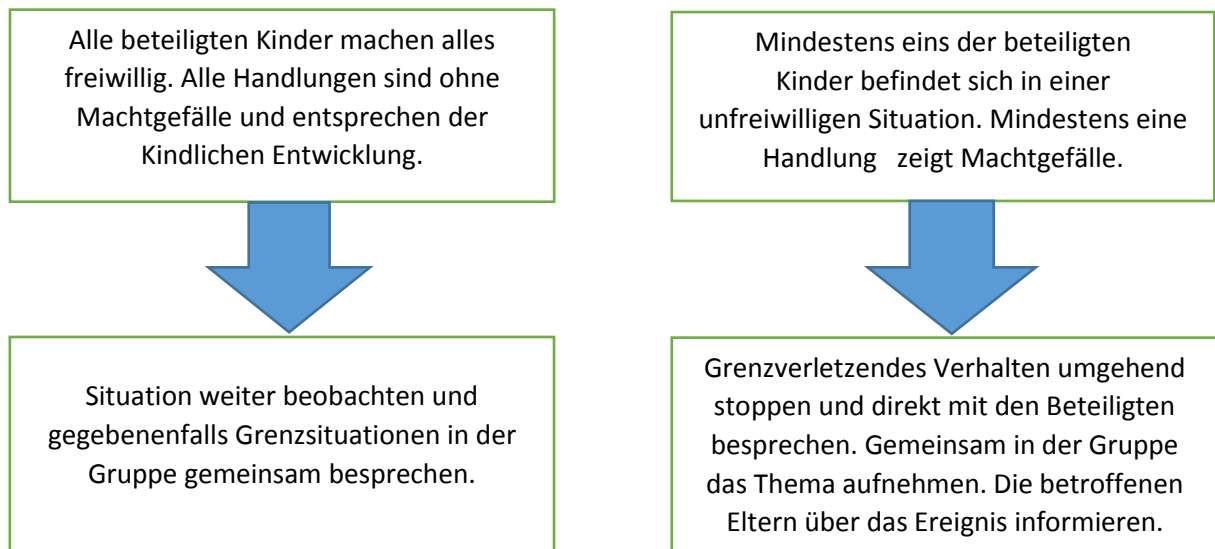 Alle beteiligten Kinder machen alles
freiwillig. Alle Handlungen sind ohne
Machtgefälle und entsprechen der
Kindlichen Entwicklung.
Mindestens eins der beteiligten
Kinder befindet sich in einer
unfreiwilligen Situation. Mindestens eine
Handlung   zeigt Machtgefälle.
Situation weiter beobachten und
gegebenenfalls Grenzsituationen in der
Gruppe gemeinsam besprechen.
Grenzverletzendes Verhalten umgehend
stoppen und direkt mit den Beteiligten
besprechen. Gemeinsam in der Gruppe
das Thema aufnehmen. Die betroffenen
Eltern über das Ereignis informieren.